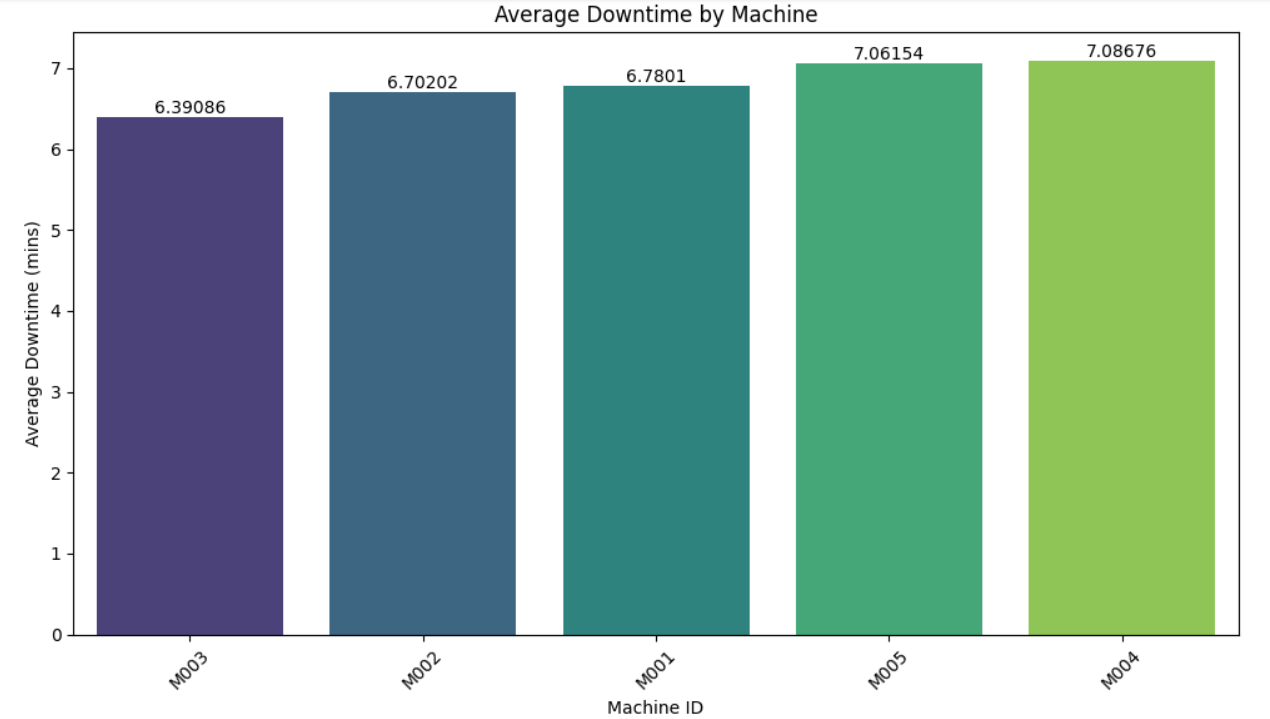 Average Downtime by Machine
7.08676
7.06154
6.7801
6.70202
6.39086
7
6
5
4
3
2
1
0
Average Downtime (mins)
M003
M002
M001
M005
M004
Machine ID